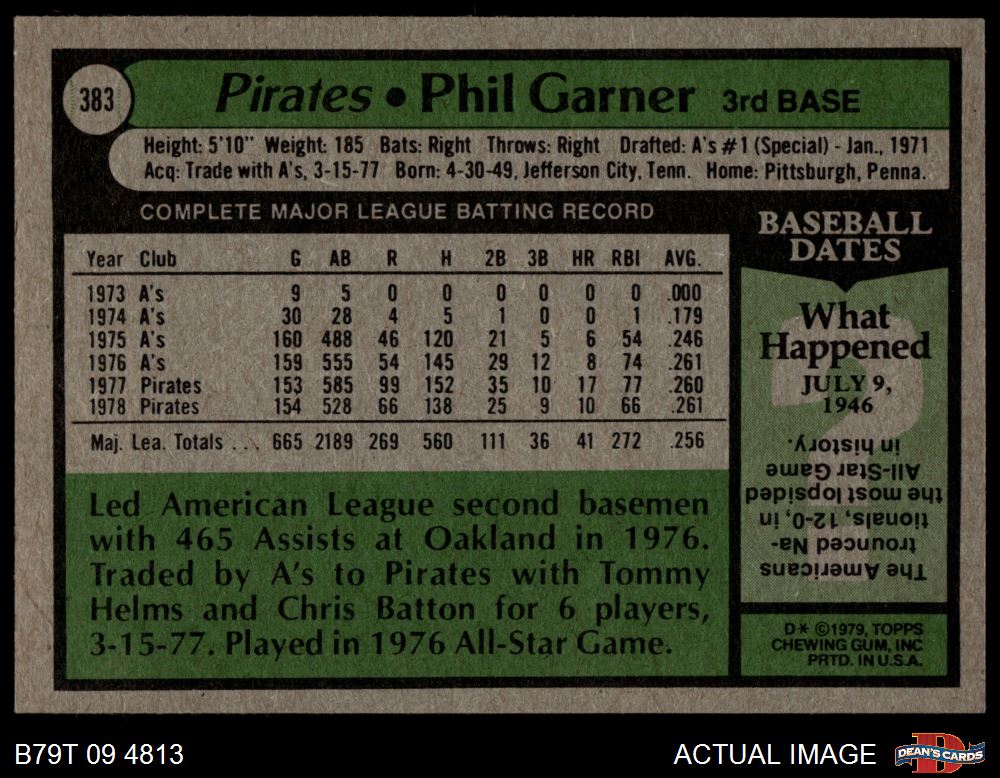 383
Pirates • Phil Garner 3rd BASE
Height: 5'10" Weight: 185 Bats: Right Throws: Right Drafted: A's #1 (Special) - Jan., 1971
Acq: Trade with A's, 3-15-77 Born: 4-30-49, Jefferson City, Tenn. Home: Pittsburgh, Penna.
COMPLETE MAJOR LEAGUE BATTING RECORD
Year Club G AB R H 2B 3B HR RBI AVG.
1973 A's 9 5 0 0 0 0 0 0 .000
1974 A's 30 28 4 5 1 0 0 1 .179
1975 A's 160 488 46 120 21 5 6 54 .246
1976 A's 159 555 54 145 29 12 8 74 .261
1977 Pirates 153 585 99 152 35 10 17 77 .260
1978 Pirates 154 528 66 138 25 9 10 66 .261
Maj. Lea. Totals ... 665 2189 269 560 111 36 41 272 .256
Led American League second basemen
with 465 Assists at Oakland in 1976.
Traded by A's to Pirates with Tommy
Helms and Chris Batton for 6 players,
3-15-77. Played in 1976 All-Star Game.
BASEBALL
DATES
What
Happened
JULY 9,
1946
The Americans
trounced Na-
tionals, 12-0, in
the most lopsided
All-Star Game
in history.
D* ©1979, TOPPS
CHEWING GUM, INC
PRTD. IN U.S.A.
B79T 09 4813
ACTUAL IMAGE
DEAN'S CARDS